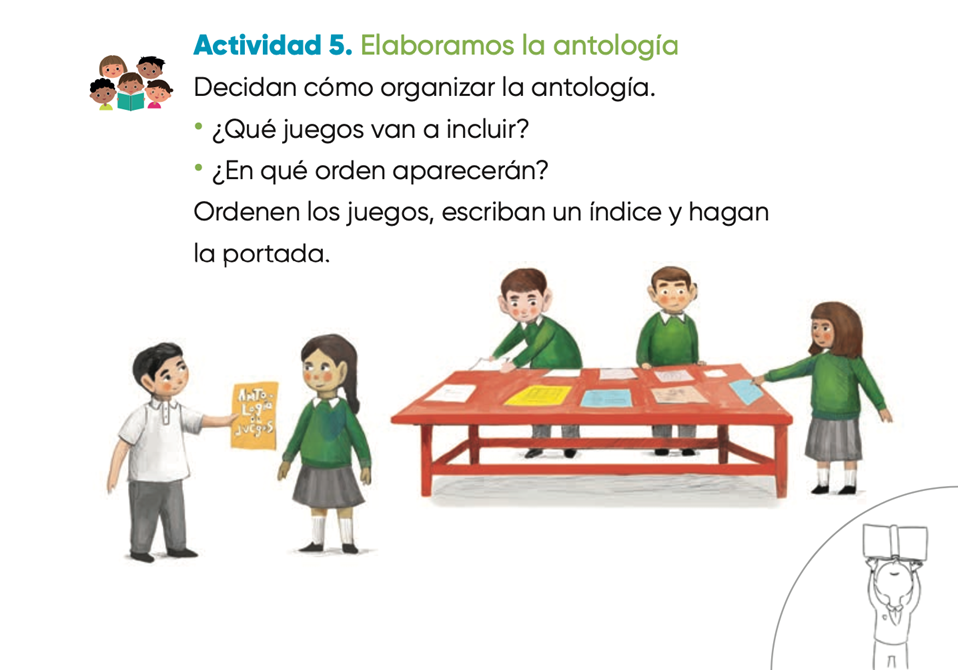 Actividad 5. Elaboramos la antología
Decidan cómo organizar la antología.
• ¿Qué juegos van a incluir?
• ¿En qué orden aparecerán?
Ordenen los juegos, escriban un índice y hagan
la portada.
ANTO-
Logía
de
JUEGOS